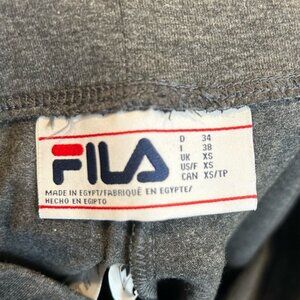 FILA
D 34
I 38
UK XS
US/F XS
CAN XS/TP
MADE IN EGYPT/FABRIQUÉ EN EGYPTE/
HECHO EN EGIPTO